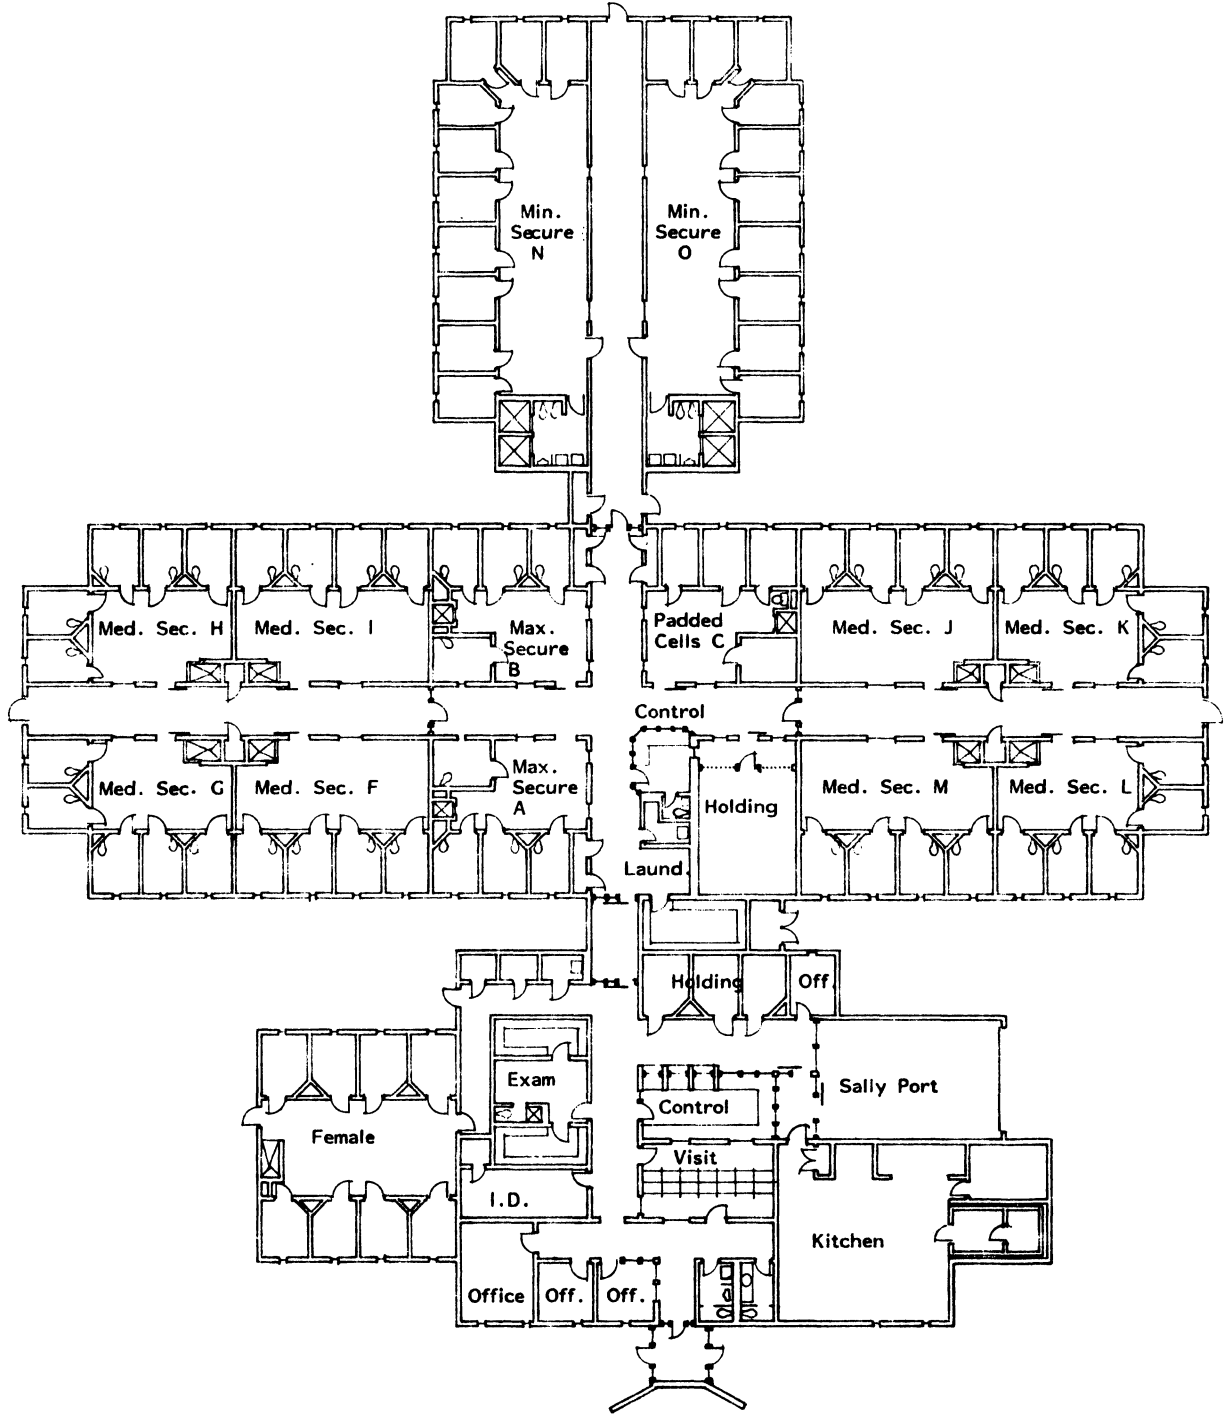 Min.
Secure
N
Min.
Secure
O
Med. Sec. H
Med. Sec. I
Max.
Secure
B
Padded
Cells C
Med. Sec. J
Med. Sec. K
Control
Med. Sec. G
Med. Sec. F
Max.
Secure
A
Holding
Med. Sec. M
Med. Sec. L
Laund.
Holding
Off.
Exam
Control
Sally Port
Female
Visit
I.D.
Kitchen
Office
Off.
Off.